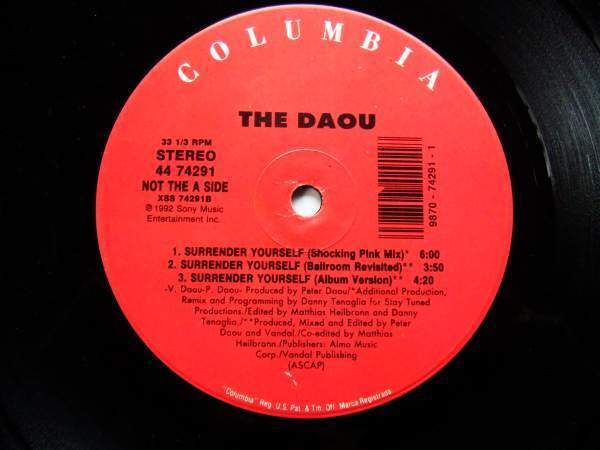 COLUMBIA
THE DAOU
33 1/3 RPM
STEREO
44 74291
NOT THE A SIDE
XSS 74291B
℗ 1992 Sony Music
Entertainment Inc.
9870 - 74291 - 1
1. SURRENDER YOURSELF (Shocking Pink Mix)* 6:00
2. SURRENDER YOURSELF (Ballroom Revisited)** 3:50
3. SURRENDER YOURSELF (Album Version)** 4:20
-V. Daou-P. Daou- Produced by Peter Daou/*Additional Production,
Remix and Programming by Danny Tenaglia for Stay Tuned
Productions./Edited by Matthias Heilbronn and Danny
Tenaglia./**Produced, Mixed and Edited by Peter
Daou and Vandal./Co-edited by Matthias
Heilbronn./Publishers: Almo Music
Corp./Vandal Publishing
(ASCAP)
"Columbia" Reg. U.S. Pat. & Tm. Off. Marca Registrada.